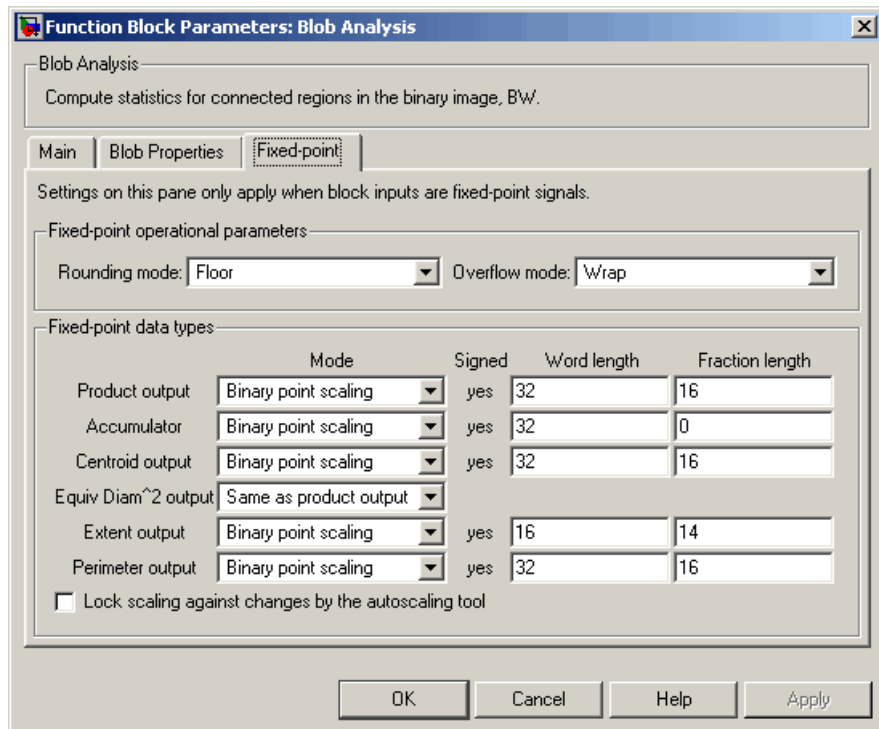 Function Block Parameters: Blob Analysis
Blob Analysis
Compute statistics for connected regions in the binary image, BW.
Main Blob Properties Fixed-point
Settings on this pane only apply when block inputs are fixed-point signals.
Fixed-point operational parameters
Rounding mode: Floor Overflow mode: Wrap
Fixed-point data types
Mode Signed Word length Fraction length
Product output Binary point scaling yes 32 16
Accumulator Binary point scaling yes 32 0
Centroid output Binary point scaling yes 32 16
Equiv Diam^2 output Same as product output
Extent output Binary point scaling yes 16 14
Perimeter output Binary point scaling yes 32 16
Lock scaling against changes by the autoscaling tool
OK Cancel Help Apply